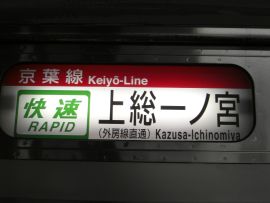 京葉線 Keiyō-Line
快速 上総一ノ宮
RAPID (外房線直通) Kazusa-Ichinomiya